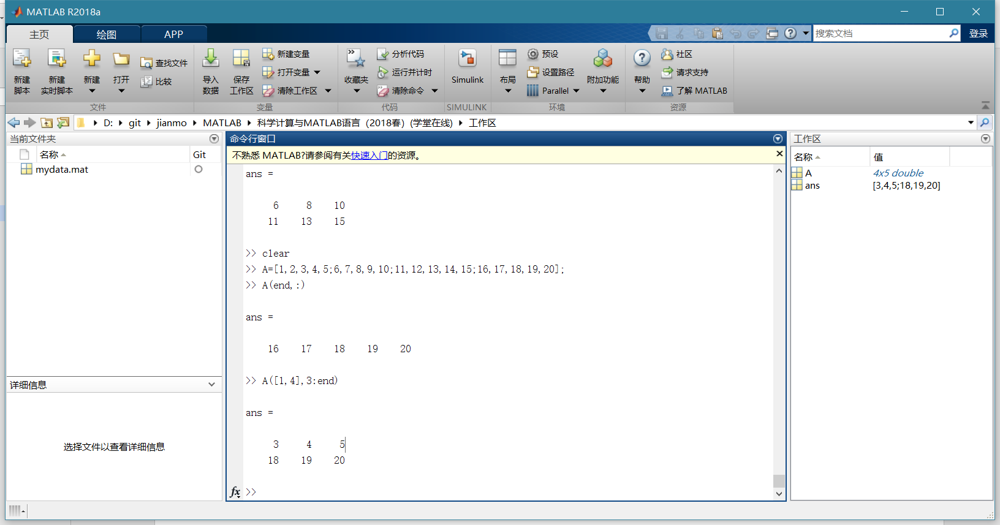 MATLAB R2018a
主页 绘图 APP
搜索文档 登录
新建脚本
新建实时脚本
新建
打开
查找文件
比较
文件
导入数据
保存工作区
新建变量
打开变量
清除工作区
变量
收藏夹
分析代码
运行并计时
清除命令
代码
Simulink
SIMULINK
布局
预设
设置路径
Parallel
附加功能
环境
帮助
社区
请求支持
了解 MATLAB
资源
D: git jianmo MATLAB 科学计算与MATLAB语言（2018春）(学堂在线) 工作区
当前文件夹
名称 Git
mydata.mat
详细信息
选择文件以查看详细信息
命令行窗口
不熟悉 MATLAB?请参阅有关快速入门的资源。
ans =
6 8 10
11 13 15
>> clear
>> A=[1,2,3,4,5;6,7,8,9,10;11,12,13,14,15;16,17,18,19,20];
>> A(end,:)
ans =
16 17 18 19 20
>> A([1,4],3:end)
ans =
3 4 5
18 19 20
fx >>
工作区
名称 值
A 4x5 double
ans [3,4,5;18,19,20]